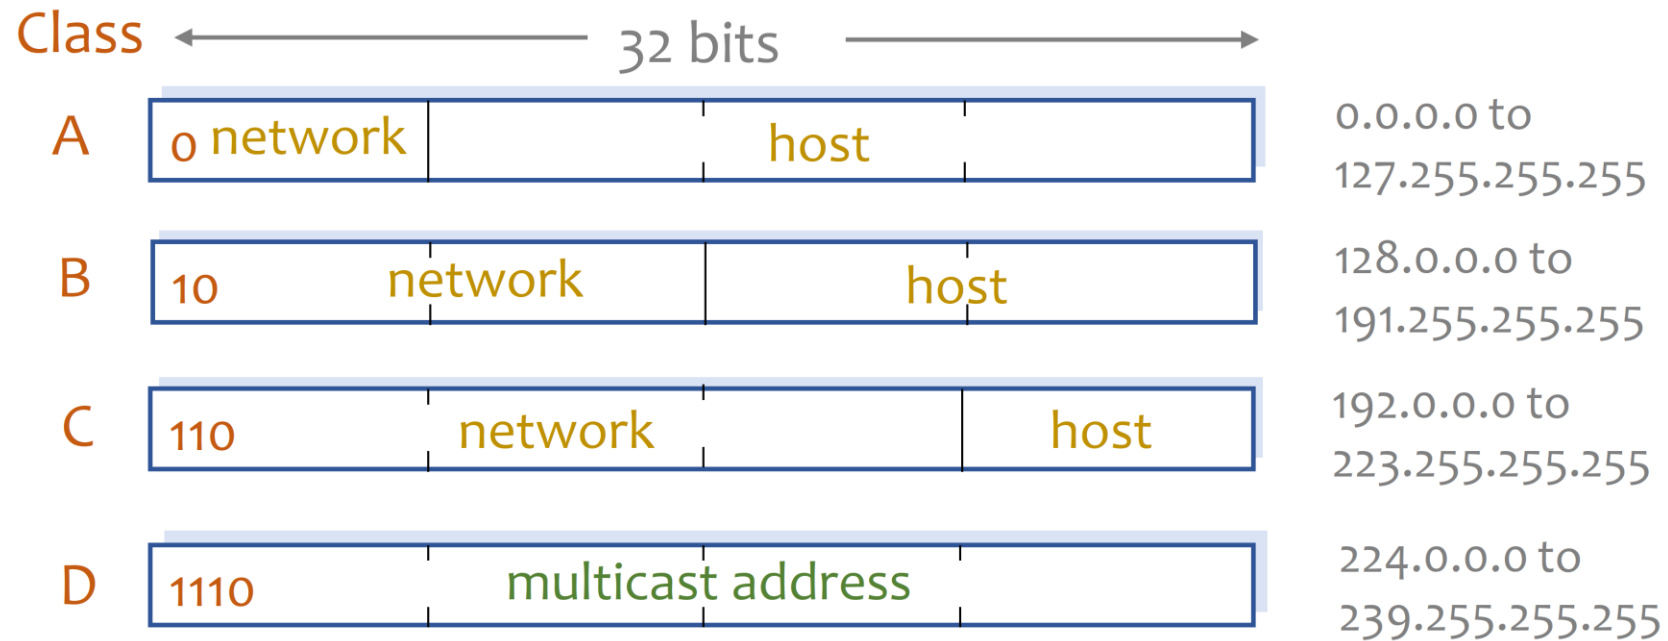 Class 32 bits
A 0 network host 0.0.0.0 to
127.255.255.255
B 10 network host 128.0.0.0 to
191.255.255.255
C 110 network host 192.0.0.0 to
223.255.255.255
D 1110 multicast address 224.0.0.0 to
239.255.255.255